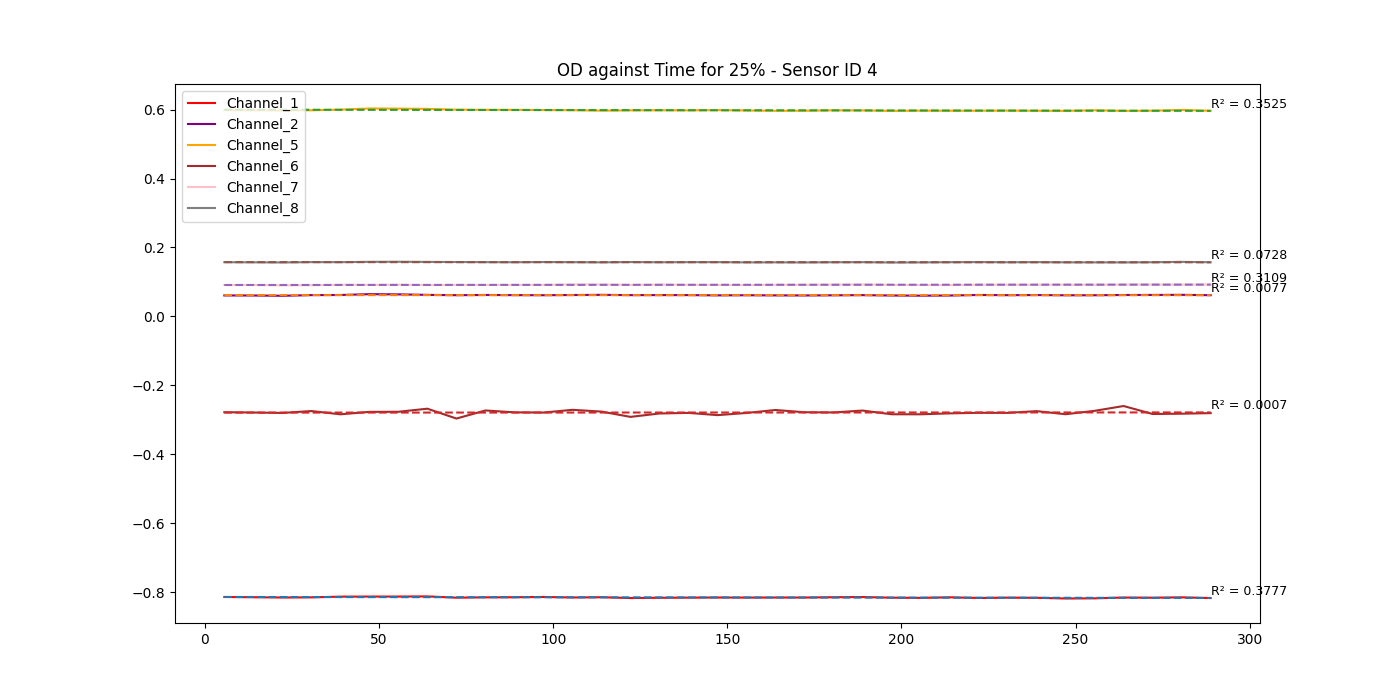 OD against Time for 25% - Sensor ID 4
Channel_1
Channel_2
Channel_5
Channel_6
Channel_7
Channel_8
0.6
0.4
0.2
0.0
−0.2
−0.4
−0.6
−0.8
R² = 0.3525
R² = 0.0728
R² = 0.3109
R² = 0.0077
R² = 0.0007
R² = 0.3777
0 50 100 150 200 250 300